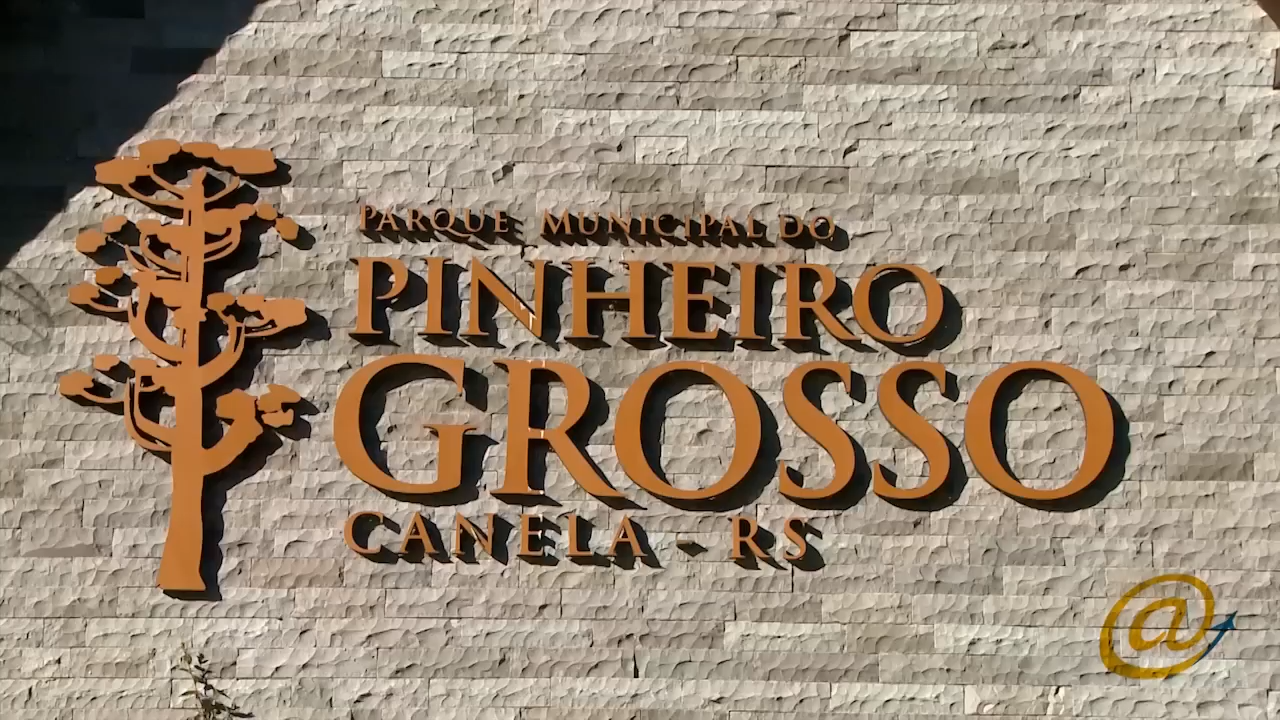 PARQUE MUNICIPAL DO
PINHEIRO
GROSSO
CANELA - RS
@